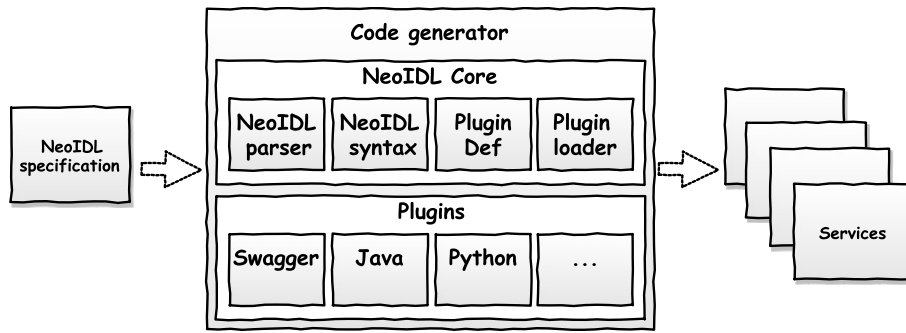 Code generator
NeoIDL Core
NeoIDL
parser
NeoIDL
syntax
Plugin
Def
Plugin
loader
NeoIDL
specification
Plugins
Swagger
Java
Python
...
Services